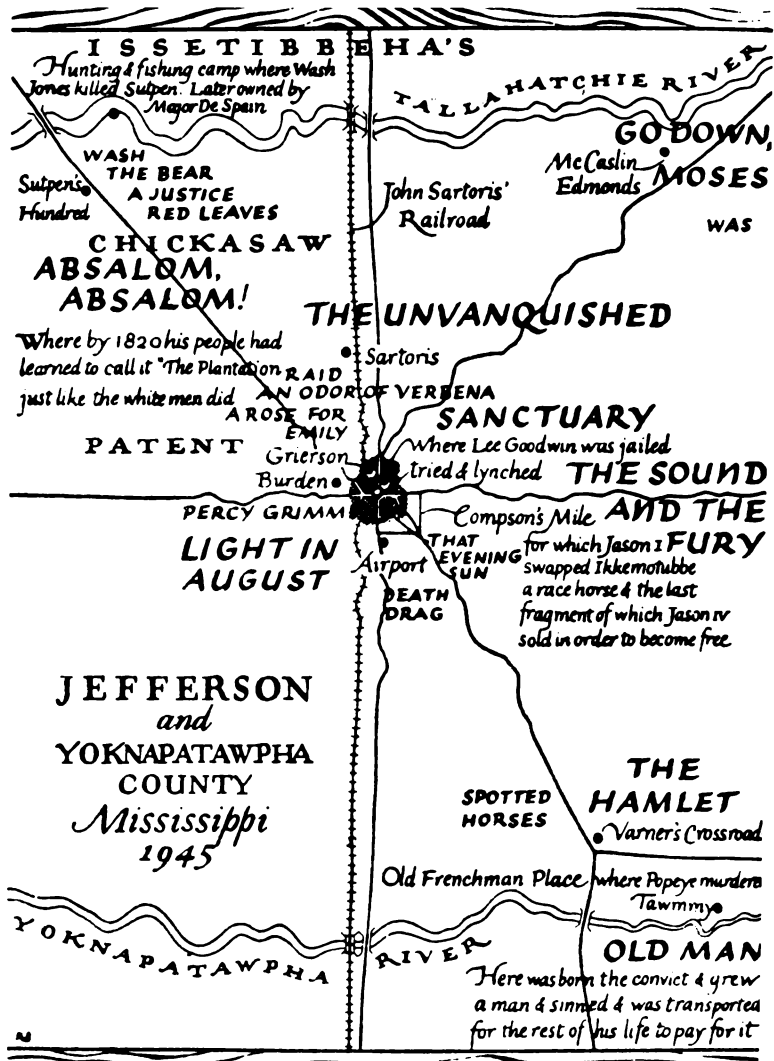 ISSETIBBEHA'S
Hunting & fishing camp where Wash
Jones killed Sutpen. Later owned by
Major De Spain
TALLAHATCHIE RIVER
GO DOWN,
MOSES
McCaslin
Edmonds
WAS
WASH
THE BEAR
A JUSTICE
RED LEAVES
Sutpen's
Hundred
John Sartoris'
Railroad
CHICKASAW
ABSALOM,
ABSALOM!
THE UNVANQUISHED
Where by 1820 his people had
learned to call it "The Plantation
just like the white men did
Sartoris
RAID
AN ODOR OF VERBENA
A ROSE FOR
EMILY
PATENT
Grierson
Burden
SANCTUARY
Where Lee Goodwin was jailed
tried & lynched
THE SOUND
AND THE
FURY
PERCY GRIMM
Compson's Mile
for which Jason I
swapped Ikkemotubbe
a race horse & the last
fragment of which Jason IV
sold in order to become free
LIGHT IN
AUGUST
Airport
THAT
EVENING
SUN
DEATH
DRAG
JEFFERSON
and
YOKNAPATAWPHA
COUNTY
Mississippi
1945
THE
HAMLET
SPOTTED
HORSES
Varner's Crossroad
Old Frenchman Place where Popeye murdered
Tawmmy
YOKNAPATAWPHA RIVER
OLD MAN
Here was born the convict & grew
a man & sinned & was transported
for the rest of his life to pay for it